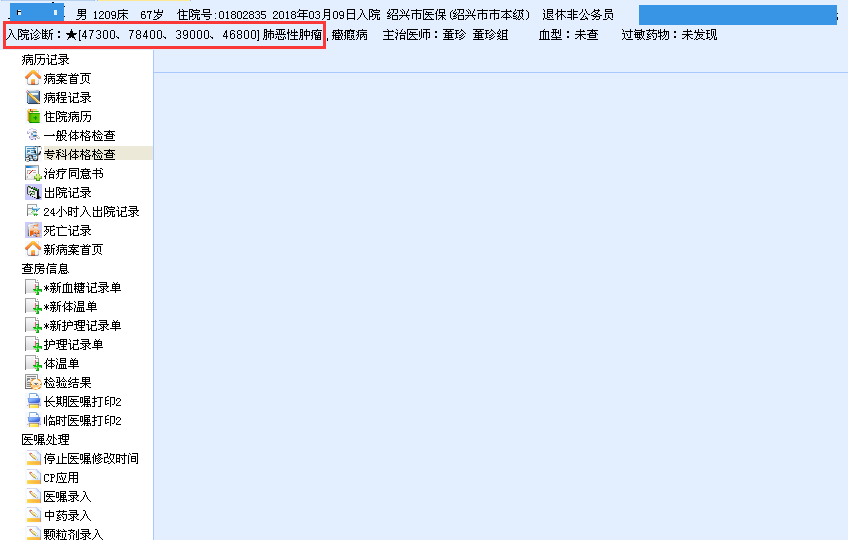 男 1209床 67岁 住院号:01802835 2018年03月09日入院 绍兴市医保(绍兴市市本级) 退休非公务员
入院诊断：★[47300、78400、39000、46800]肺恶性肿瘤,癥瘕病 主治医师：董珍 董珍组 血型：未查 过敏药物：未发现
病历记录
病案首页
病程记录
住院病历
一般体格检查
专科体格检查
治疗同意书
出院记录
24小时入出院记录
死亡记录
新病案首页
查房信息
*新血糖记录单
*新体温单
*新护理记录单
护理记录单
体温单
检验结果
长期医嘱打印2
临时医嘱打印2
医嘱处理
停止医嘱修改时间
CP应用
医嘱录入
中药录入
颗粒剂录入